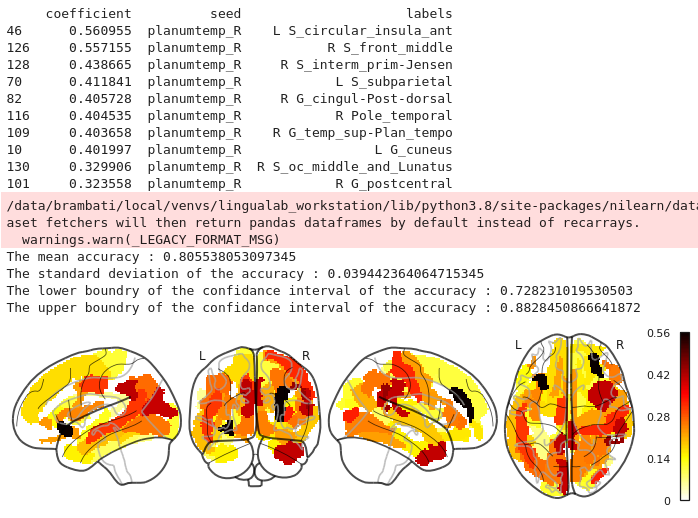 coefficient seed labels
46 0.560955 planumtemp_R L S_circular_insula_ant
126 0.557155 planumtemp_R R S_front_middle
128 0.438665 planumtemp_R R S_interm_prim-Jensen
70 0.411841 planumtemp_R L S_subparietal
82 0.405728 planumtemp_R R G_cingul-Post-dorsal
116 0.404535 planumtemp_R R Pole_temporal
109 0.403658 planumtemp_R R G_temp_sup-Plan_tempo
10 0.401997 planumtemp_R L G_cuneus
130 0.329906 planumtemp_R R S_oc_middle_and_Lunatus
101 0.323558 planumtemp_R R G_postcentral
/data/brambati/local/venvs/lingualab_workstation/lib/python3.8/site-packages/nilearn/data
aset fetchers will then return pandas dataframes by default instead of recarrays.
warnings.warn(_LEGACY_FORMAT_MSG)
The mean accuracy : 0.805538053097345
The standard deviation of the accuracy : 0.039442364064715345
The lower boundary of the confidance interval of the accuracy : 0.728231019530503
The upper boundary of the confidance interval of the accuracy : 0.8828450866641872
L R L R
0.56
0.42
0.28
0.14
0